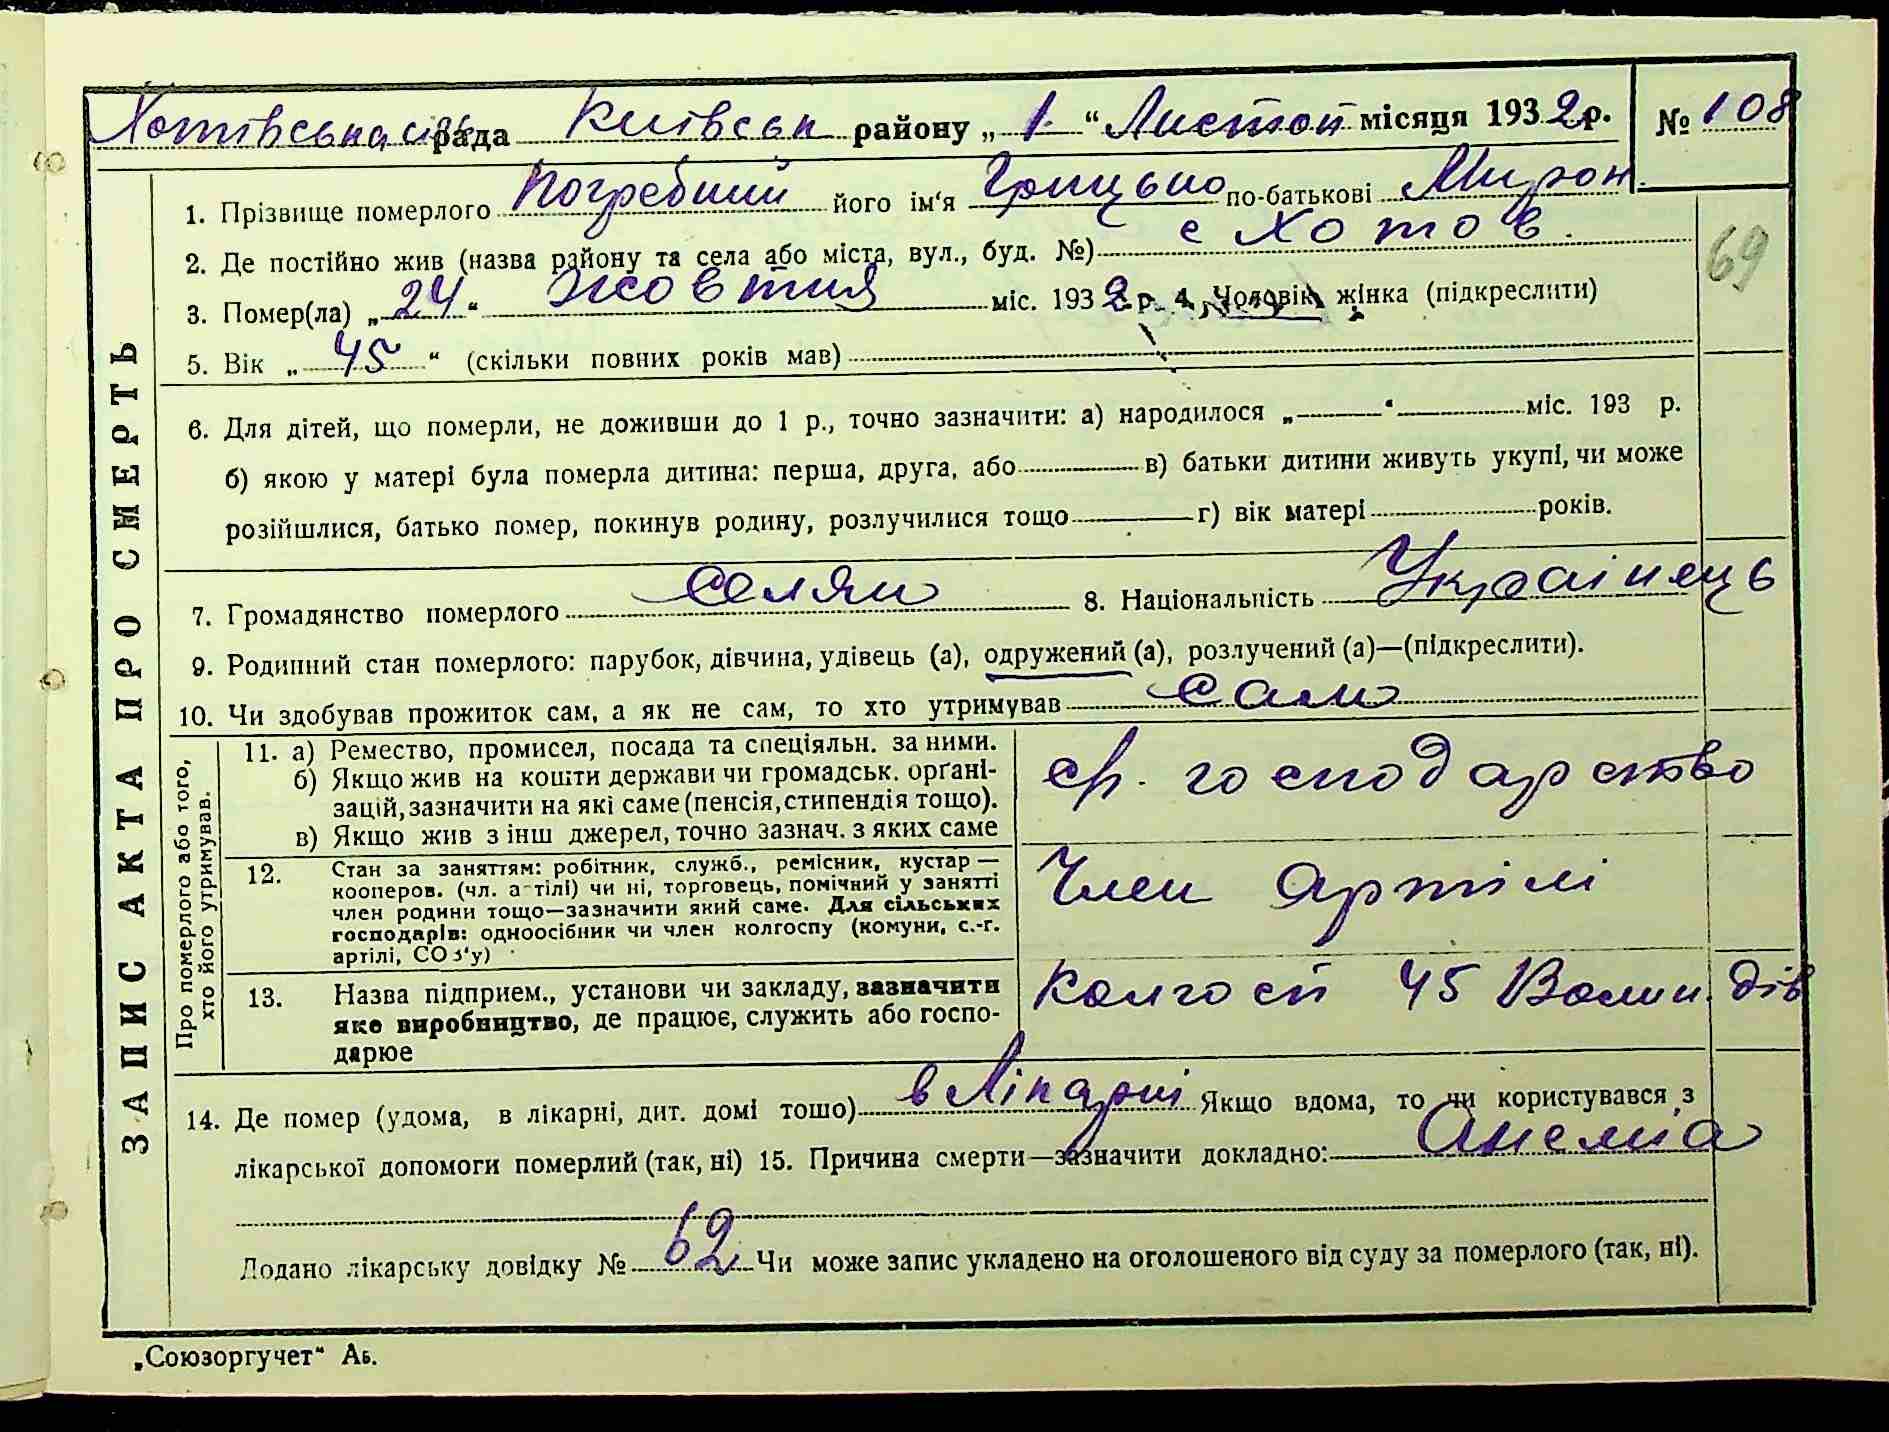 Хотівська сіль рада Київськ району „ 1. “ Листоп місяця 1932 р. № 108
1. Прізвище померлого Погребний його ім'я Грицько по-батькові Мирон.
2. Де постійно жив (назва району та села або міста, вул., буд. №) с Хотов.
69
3. Помер(ла) „ 24 “ жовтня міс. 1932 р. 4. Чоловік, жінка (підкреслити)
5. Вік „ 45 “ (скільки повних років мав)
6. Для дітей, що померли, не доживши до 1 р., точно зазначити: а) народилося „ “ міс. 193 р.
б) якою у матері була померла дитина: перша, друга, або в) батьки дитини живуть укупі, чи може
розійшлися, батько помер, покинув родину, розлучилися тощо г) вік матері років.
7. Громадянство померлого селян 8. Національність Українець
9. Родинний стан померлого: парубок, дівчина, удівець (а), одружений (а), розлучений (а)—(підкреслити).
10. Чи здобував прожиток сам, а як не сам, то хто утримував сам
ЗАПИС АКТА ПРО СМЕРТЬ
Про померлого або того,
хто його утримував.
11. а) Ремество, промисел, посада та спеціяльн. за ними.
б) Якщо жив на кошти держави чи громадськ. орґані-
зацій, зазначити на які саме (пенсія, стипендія тощо).
в) Якщо жив з інш джерел, точно зазнач. з яких саме
ср. господарство
12. Стан за заняттям: робітник, служб., ремісник, кустар —
кооперов. (чл. а тілі) чи ні, торговець, помічний у занятті
член родини тощо—зазначити який саме. Для сільських
господарів: одноосібник чи член колгоспу (комуни, с.-г.
артілі, СОЗ'у)
Член артілі
13. Назва підприєм., установи чи закладу, зазначити
яке виробництво, де працює, служить або госпо-
дарює
Колгосп 45 Волин. дів
14. Де помер (удома, в лікарні, дит. домі тощо) в Лікарні Якщо вдома, то чи користувався з
лікарської допомоги померлий (так, ні) 15. Причина смерти—зазначити докладно: Анемиа
Додано лікарську довідку № 62 Чи може запис укладено на оголошеного від суду за померлого (так, ні).
„Союзоргучет“ Аь.